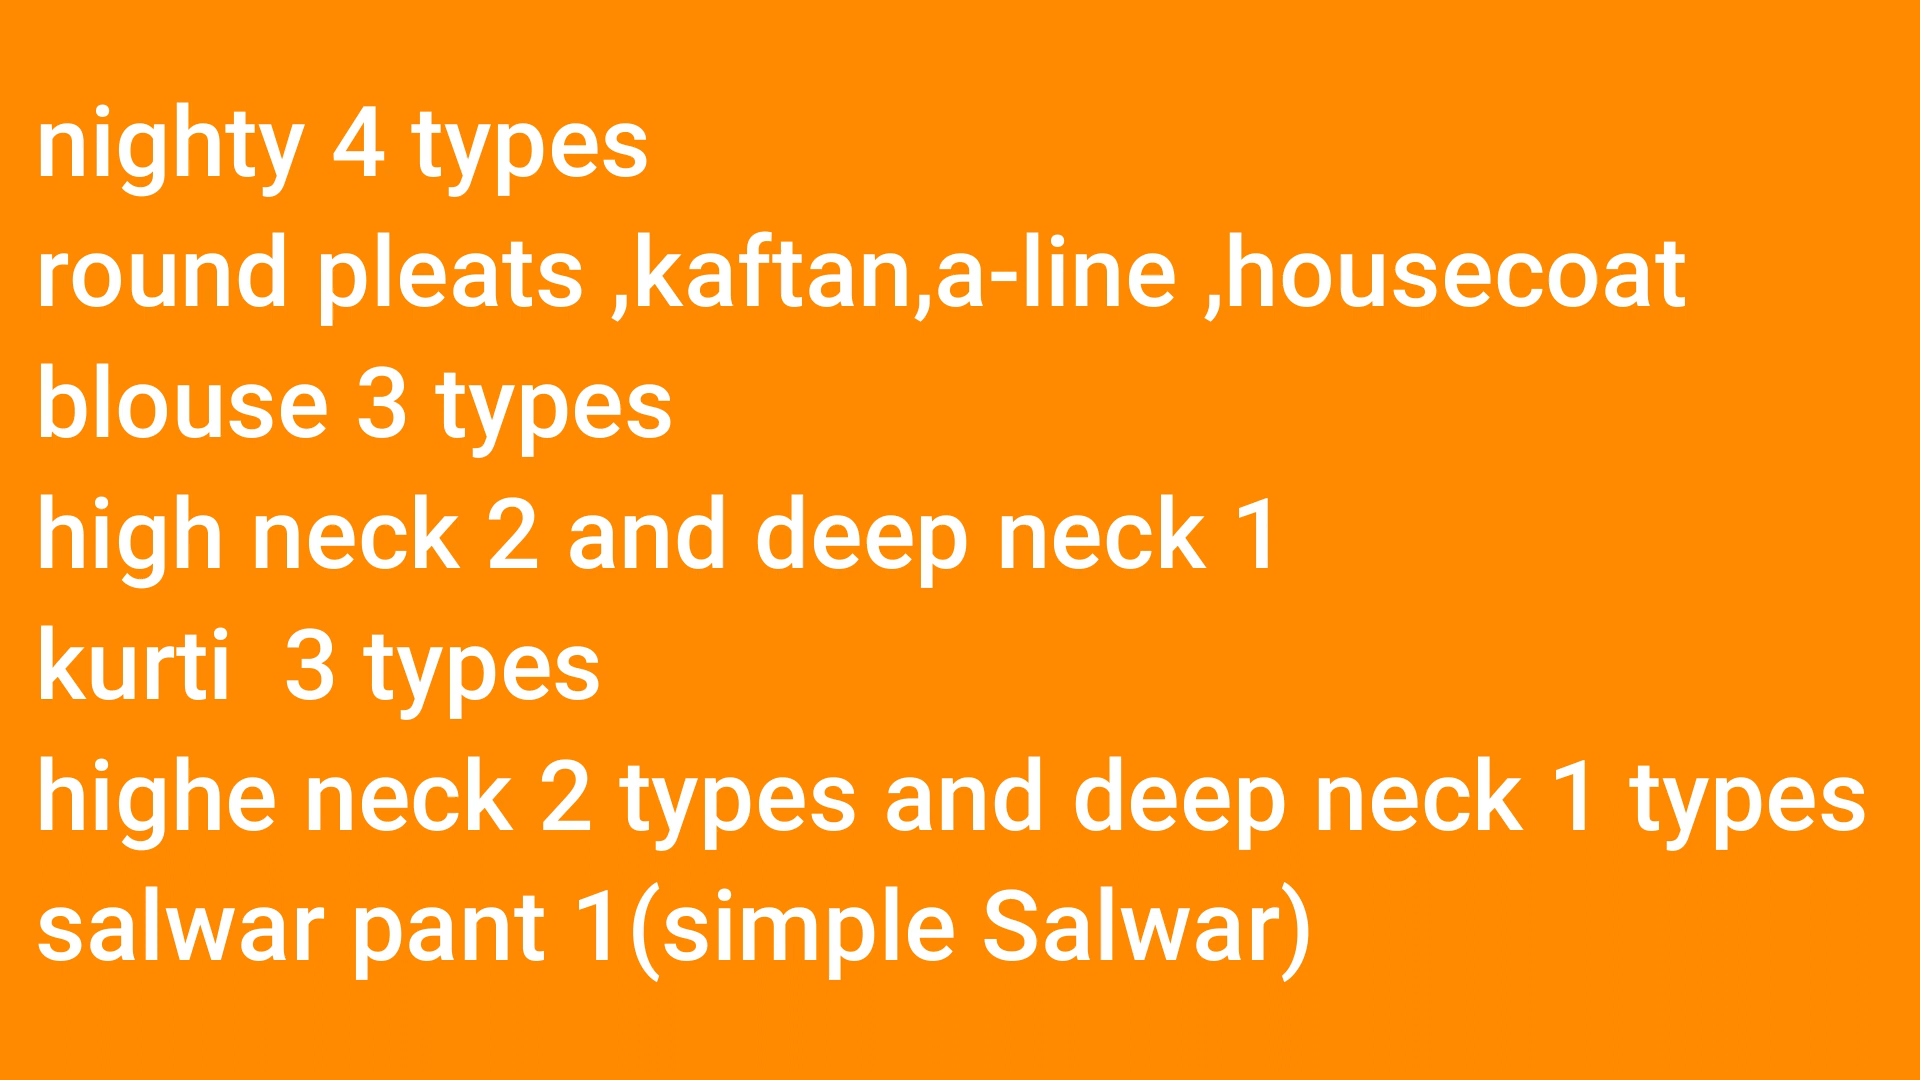 nighty 4 types
round pleats ,kaftan,a-line ,housecoat
blouse 3 types
high neck 2 and deep neck 1
kurti  3 types
highe neck 2 types and deep neck 1 types
salwar pant 1(simple Salwar)